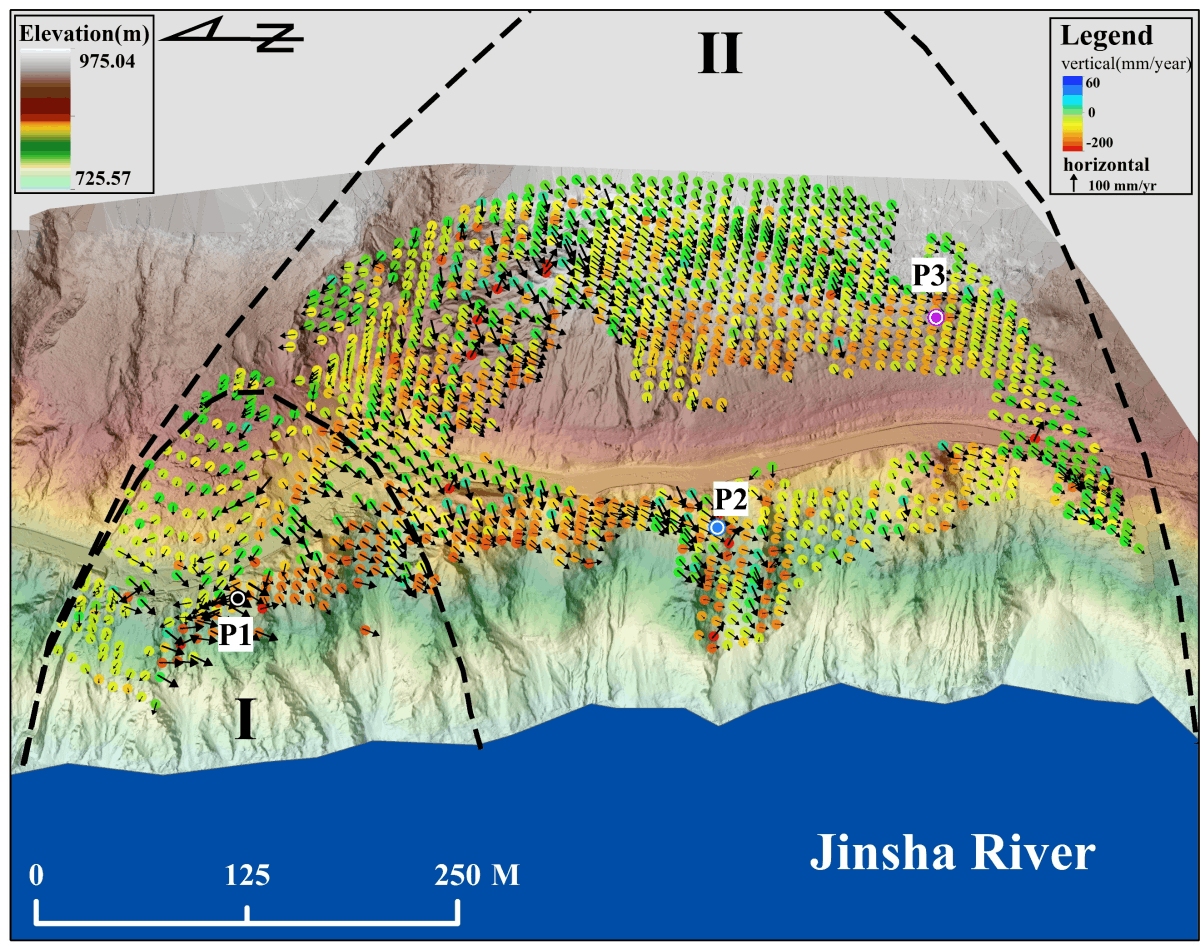 Elevation(m)
975.04
725.57
N
II
Legend
vertical(mm/year)
60
0
-200
horizontal
100 mm/yr
P3
P2
P1
I
Jinsha River
0 125 250 M